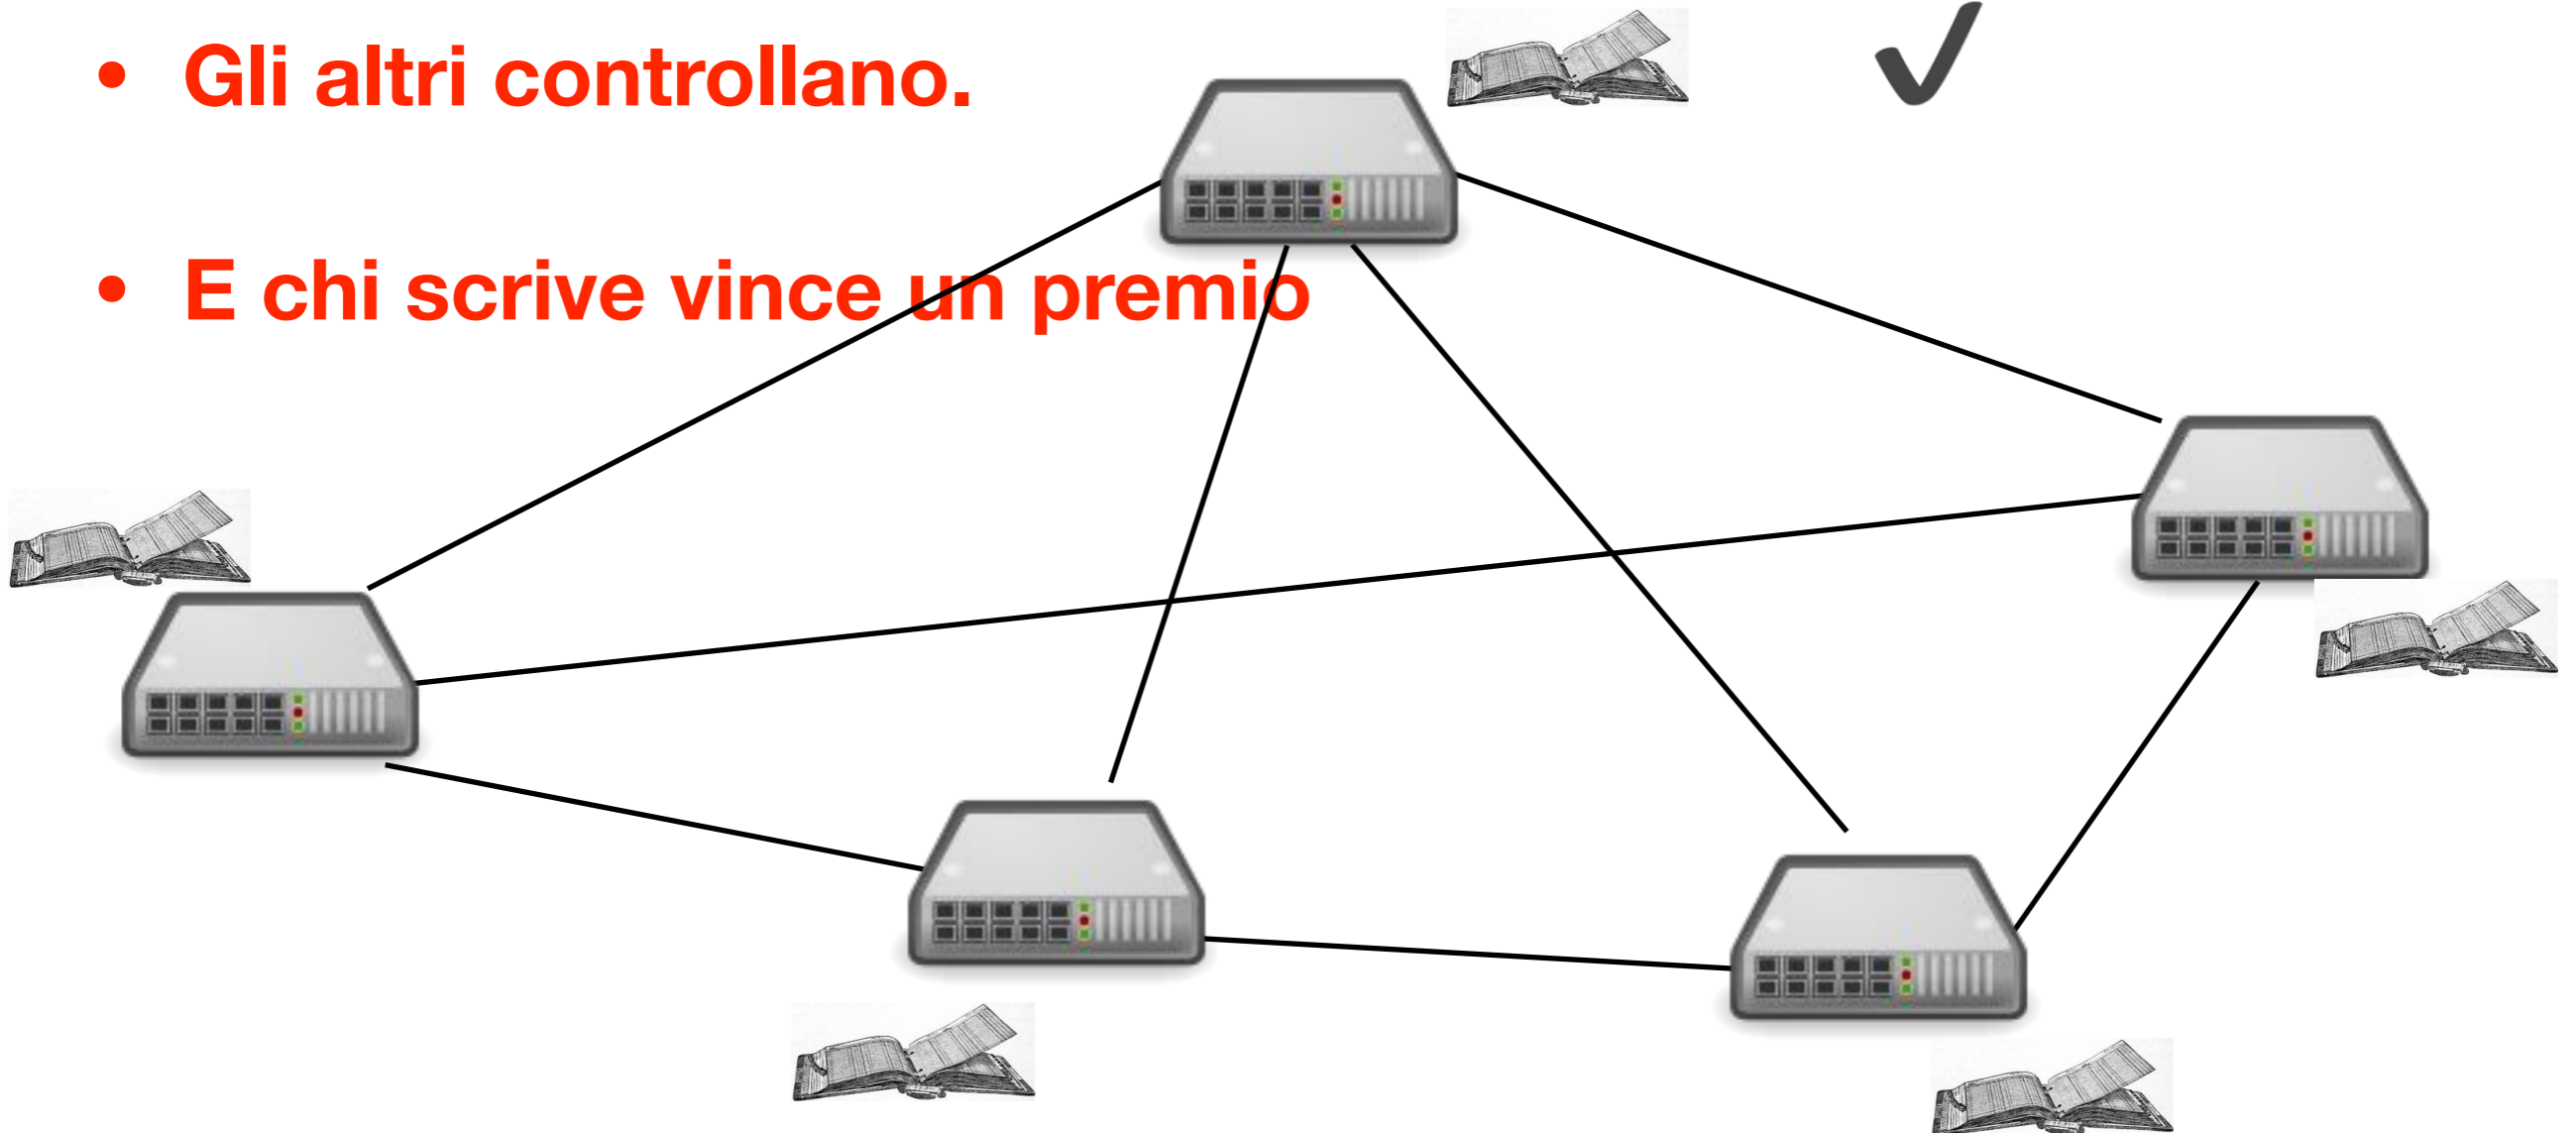 • Gli altri controllano.
• E chi scrive vince un premio